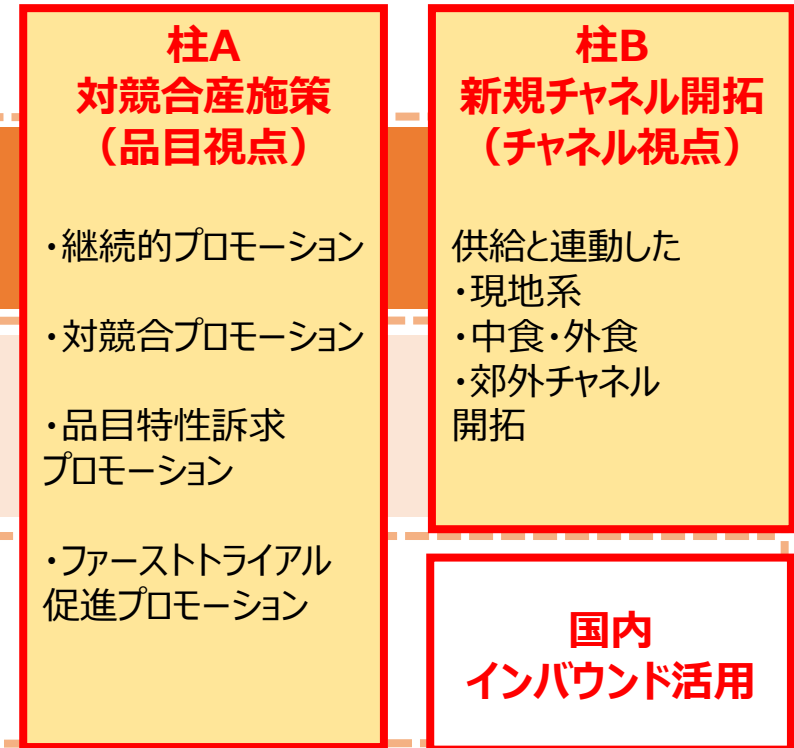 柱A
対競合産施策
（品目視点）
・継続的プロモーション
・対競合プロモーション
・品目特性訴求
プロモーション
・ファーストトライアル
促進プロモーション
柱B
新規チャネル開拓
（チャネル視点）
供給と連動した
・現地系
・中食・外食
・郊外チャネル
開拓
国内
インバウンド活用